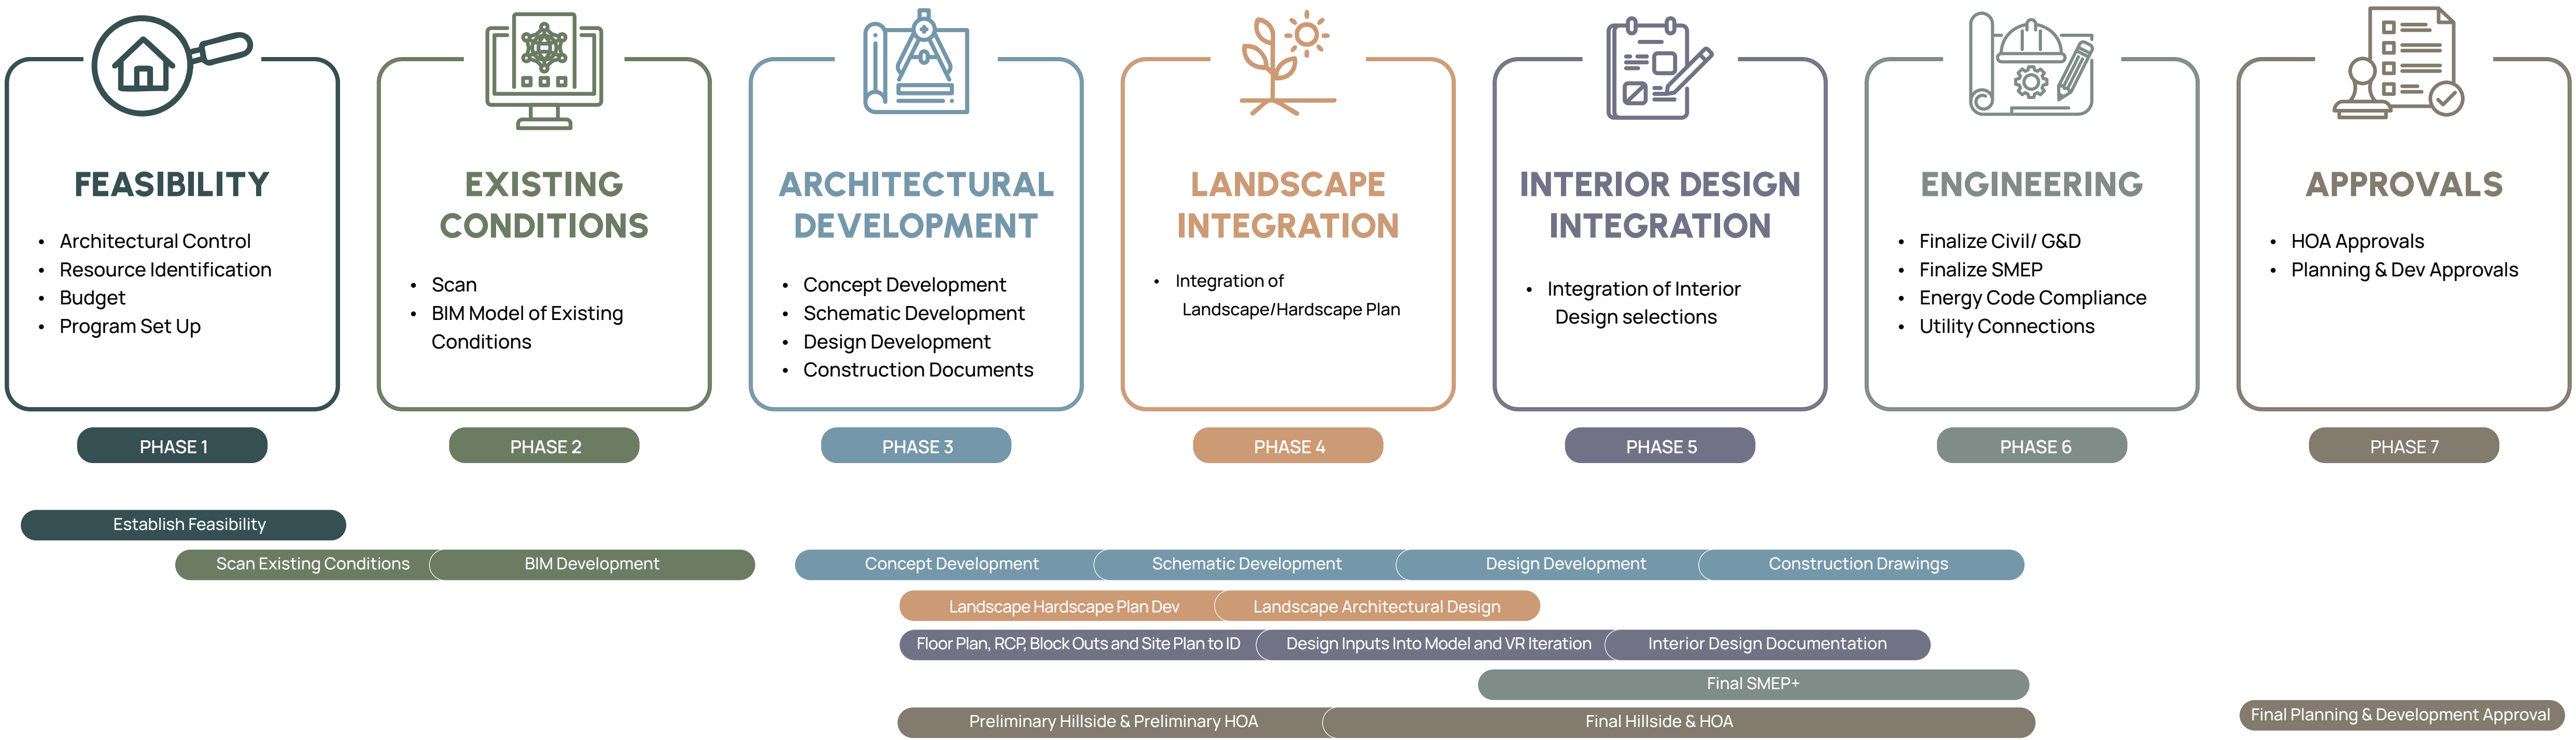 FEASIBILITY
• Architectural Control
• Resource Identification
• Budget
• Program Set Up
PHASE 1
EXISTING
CONDITIONS
• Scan
• BIM Model of Existing
Conditions
PHASE 2
ARCHITECTURAL
DEVELOPMENT
• Concept Development
• Schematic Development
• Design Development
• Construction Documents
PHASE 3
LANDSCAPE
INTEGRATION
• Integration of
Landscape/Hardscape Plan
PHASE 4
INTERIOR DESIGN
INTEGRATION
• Integration of Interior
Design selections
PHASE 5
ENGINEERING
• Finalize Civil/ G&D
• Finalize SMEP
• Energy Code Compliance
• Utility Connections
PHASE 6
APPROVALS
• HOA Approvals
• Planning & Dev Approvals
PHASE 7
Establish Feasibility
Scan Existing Conditions
BIM Development
Concept Development
Schematic Development
Design Development
Construction Drawings
Landscape Hardscape Plan Dev
Landscape Architectural Design
Floor Plan, RCP, Block Outs and Site Plan to ID
Design Inputs Into Model and VR Iteration
Interior Design Documentation
Final SMEP+
Preliminary Hillside & Preliminary HOA
Final Hillside & HOA
Final Planning & Development Approval